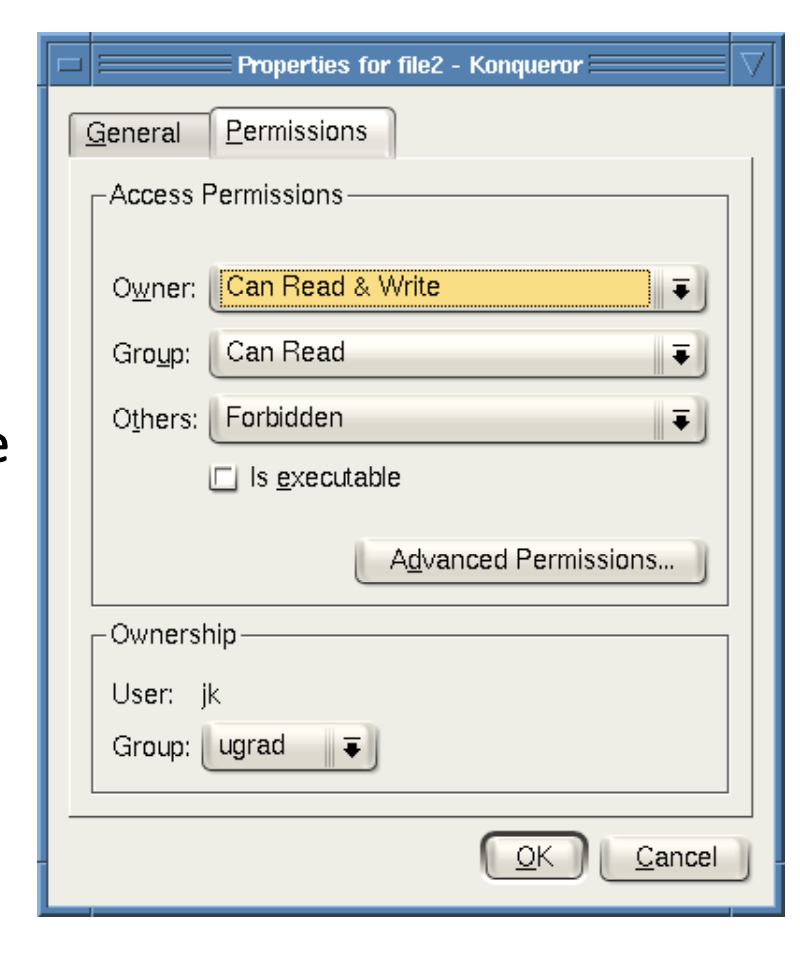 Properties for file2 - Konqueror
General Permissions
Access Permissions
Owner: Can Read & Write
Group: Can Read
Others: Forbidden
e
Is executable
Advanced Permissions...
Ownership
User: jk
Group: ugrad
OK Cancel